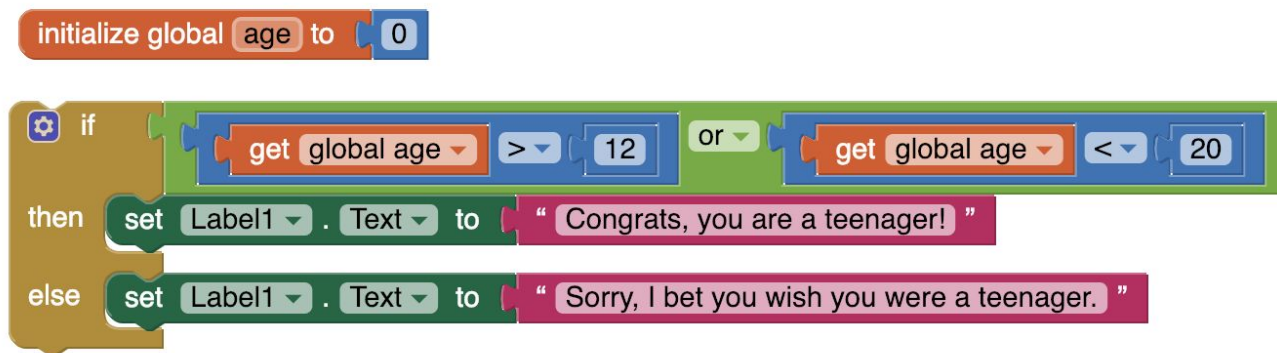 initialize global age to 0
if get global age > 12 or get global age < 20
then set Label1 . Text to “ Congrats, you are a teenager! ”
else set Label1 . Text to “ Sorry, I bet you wish you were a teenager. ”